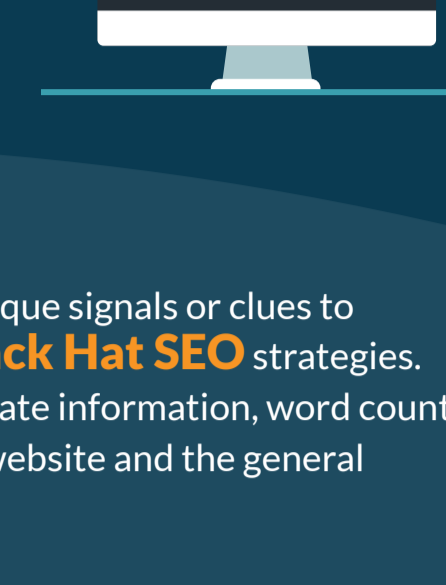 que signals or clues to
ck Hat SEO strategies.
ate information, word count
website and the general